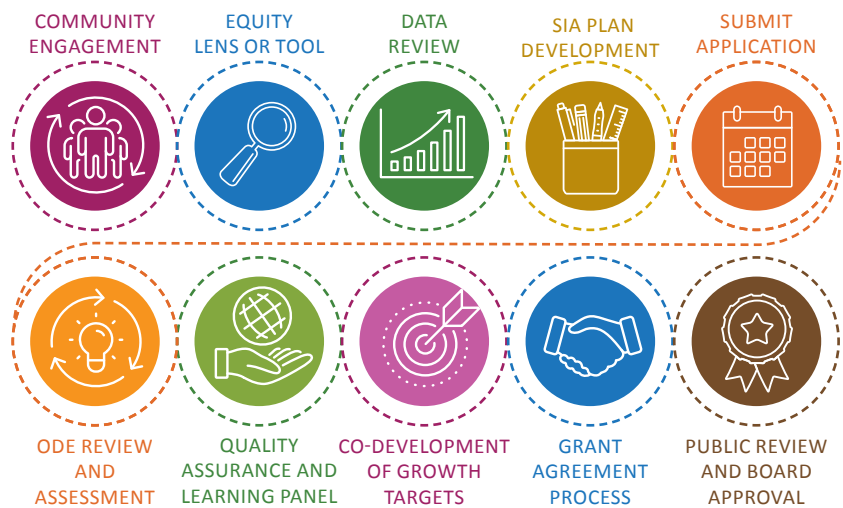 COMMUNITY
ENGAGEMENT
EQUITY
LENS OR TOOL
DATA
REVIEW
SIA PLAN
DEVELOPMENT
SUBMIT
APPLICATION
ODE REVIEW
AND
ASSESSMENT
QUALITY
ASSURANCE AND
LEARNING PANEL
CO-DEVELOPMENT
OF GROWTH
TARGETS
GRANT
AGREEMENT
PROCESS
PUBLIC REVIEW
AND BOARD
APPROVAL